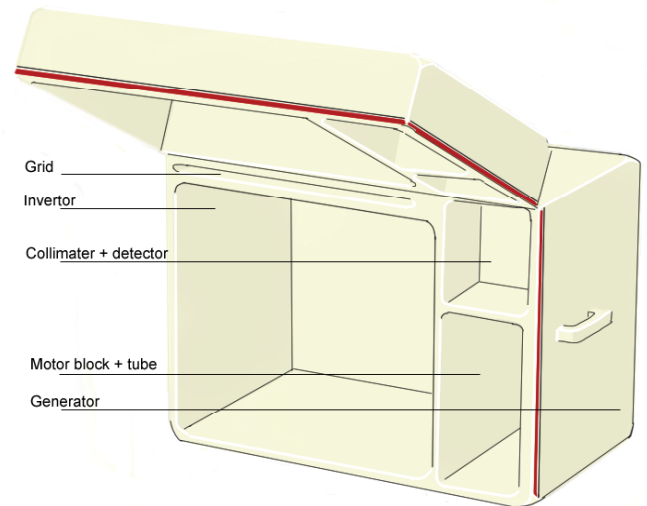 Grid
Invertor
Collimater + detector
Motor block + tube
Generator